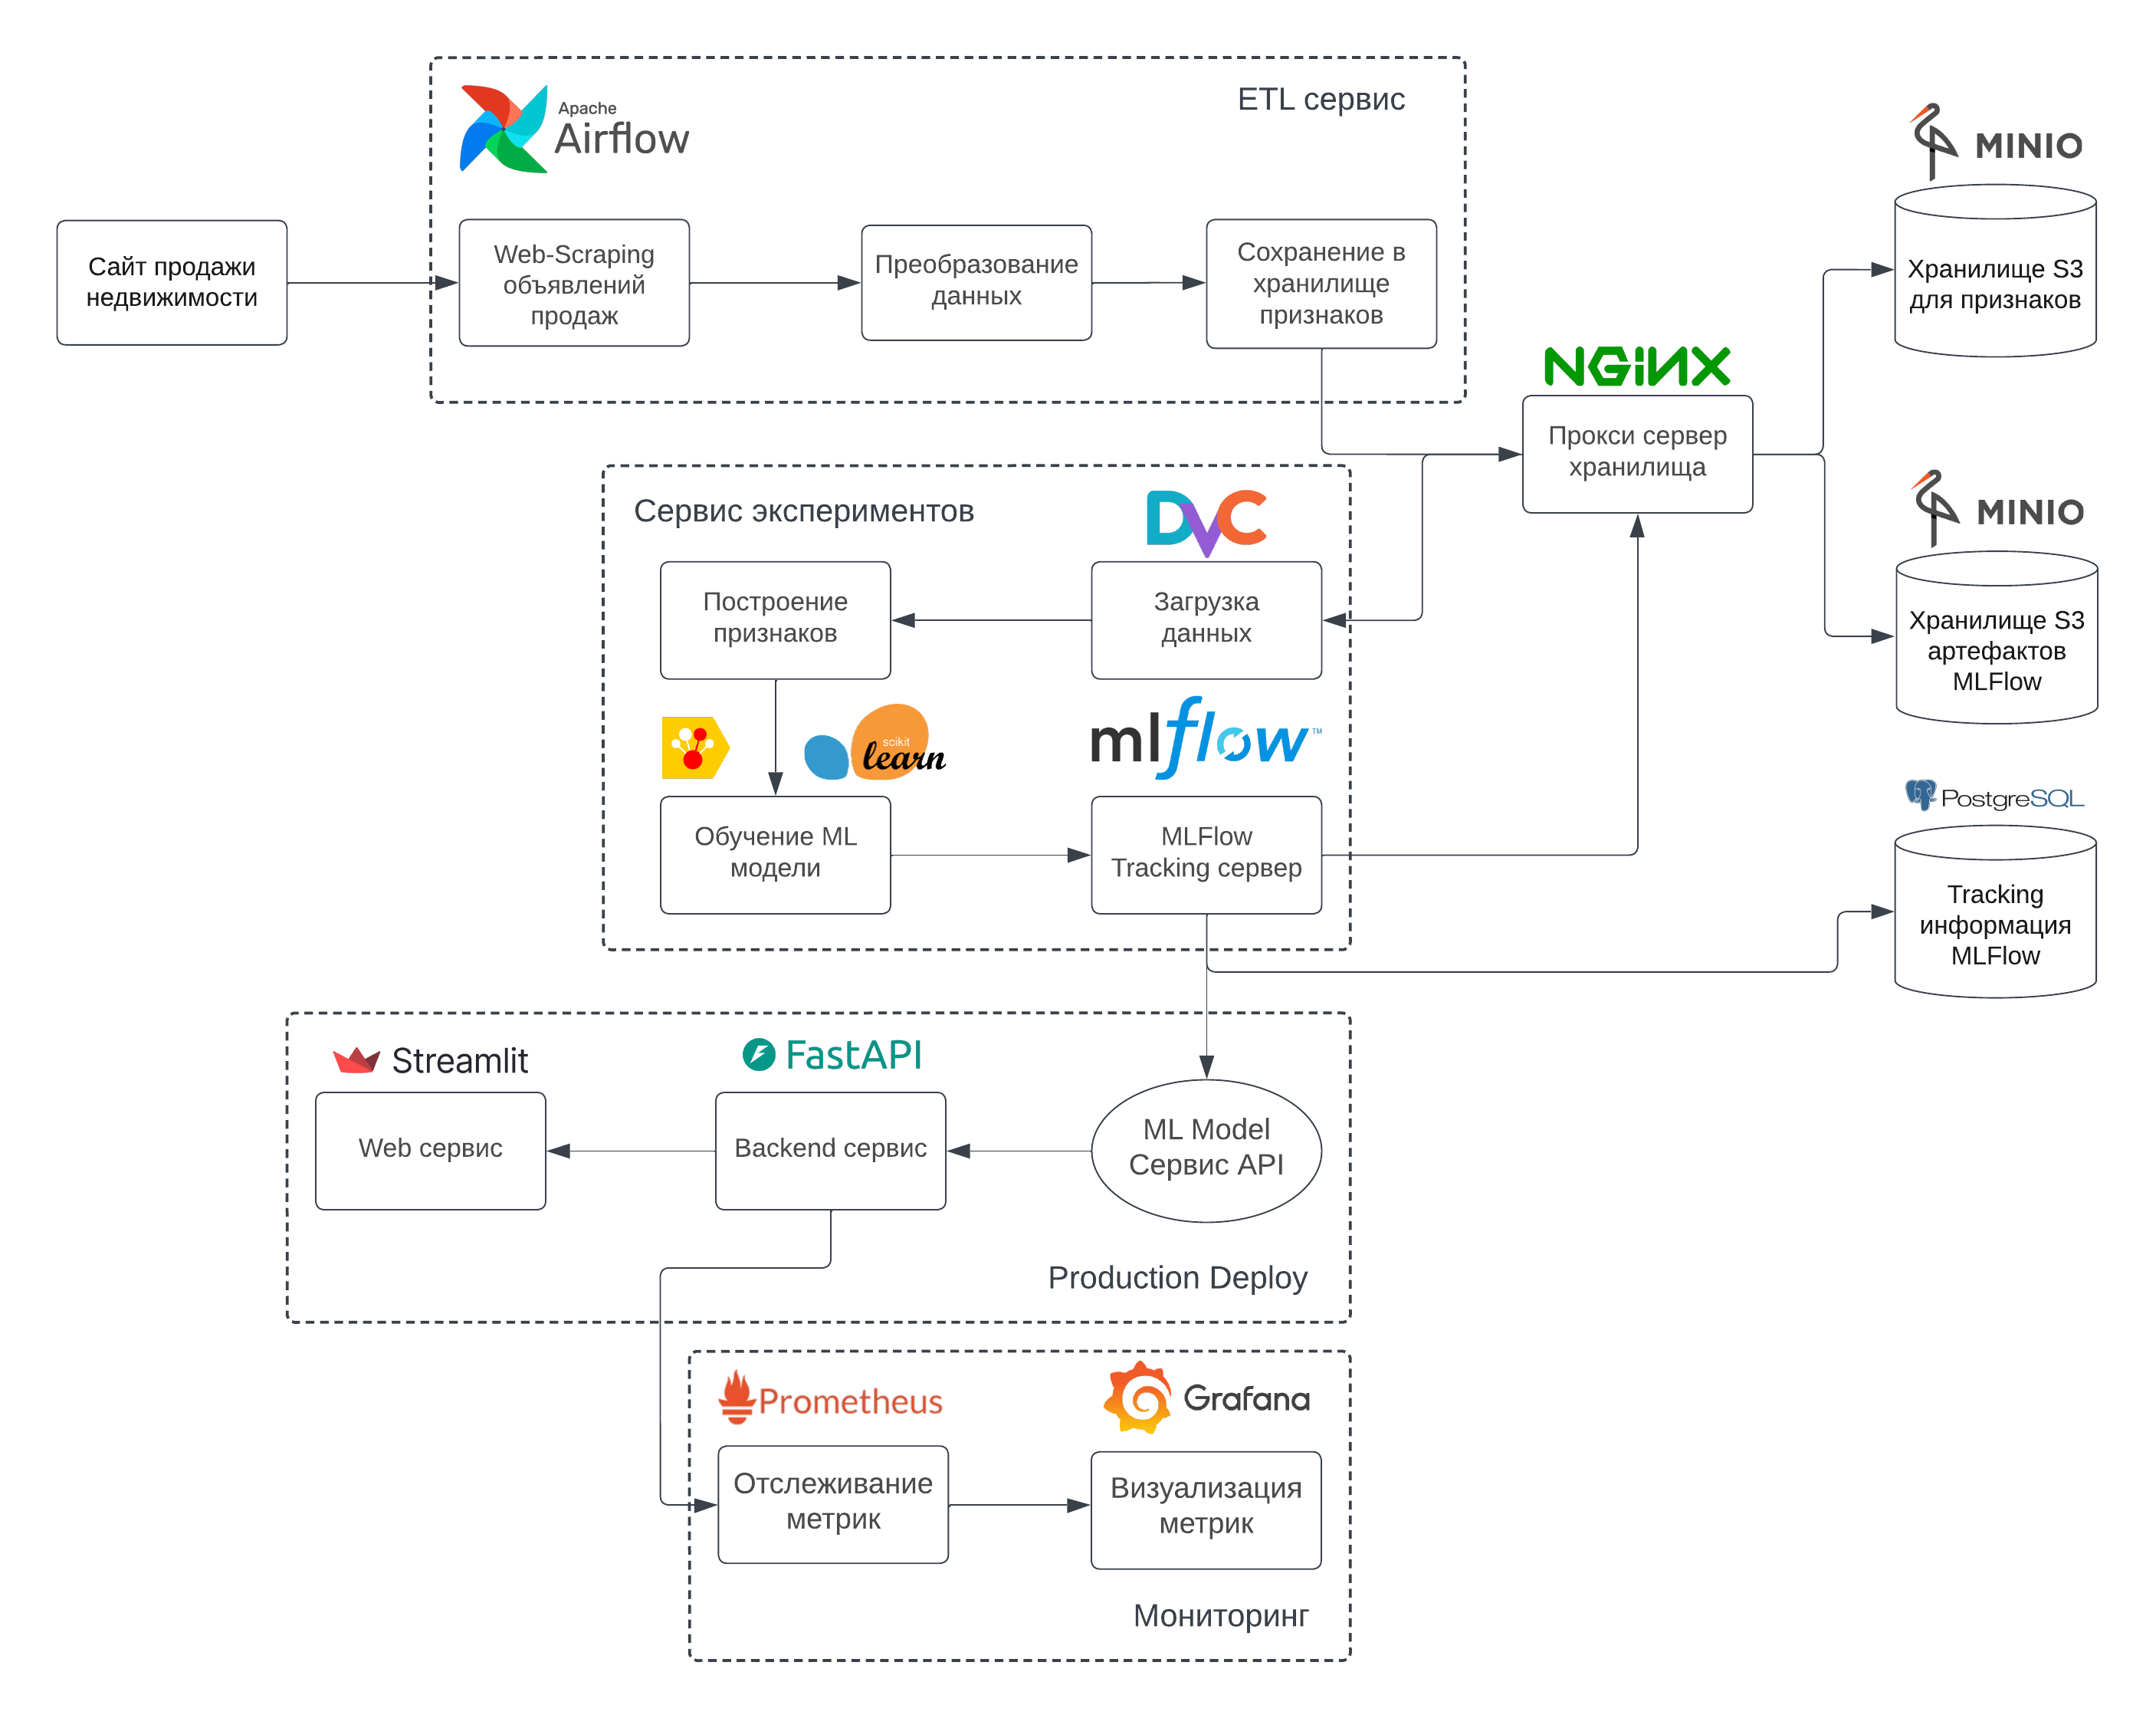 Apache
Airflow
ETL сервис
Сайт продажи
недвижимости
Web-Scraping
объявлений
продаж
Преобразование
данных
Сохранение в
хранилище
признаков
MINIO
Хранилище S3
для признаков
NGINX
Прокси сервер
хранилища
Сервис экспериментов
DVC
Построение
признаков
Загрузка
данных
MINIO
Хранилище S3
артефактов
MLFlow
scikit
learn
mlflow™
Обучение ML
модели
MLFlow
Tracking сервер
PostgreSQL
Tracking
информация
MLFlow
Streamlit
FastAPI
Web сервис
Backend сервис
ML Model
Сервис API
Production Deploy
Prometheus
Grafana
Отслеживание
метрик
Визуализация
метрик
Мониторинг